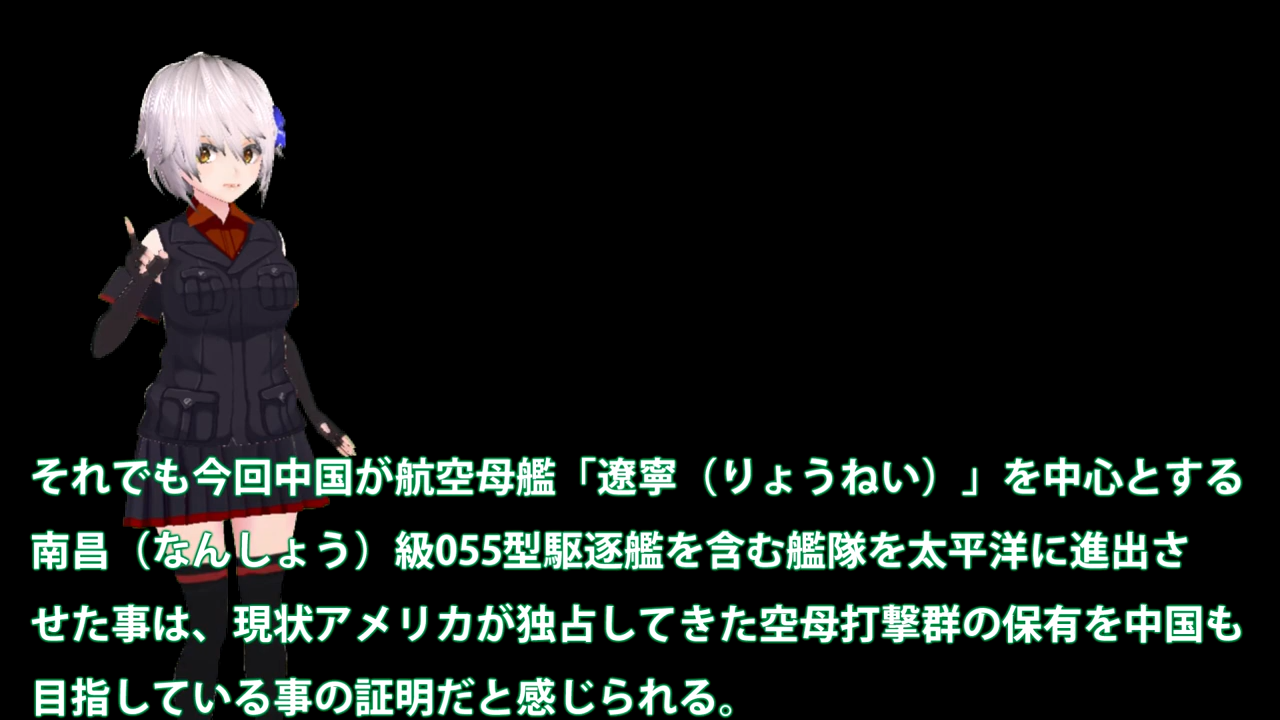 それでも今回中国が航空母艦「遼寧（りょうねい）」を中心とする
南昌（なんしょう）級055型駆逐艦を含む艦隊を太平洋に進出さ
せた事は、現状アメリカが独占してきた空母打撃群の保有を中国も
目指している事の証明だと感じられる。